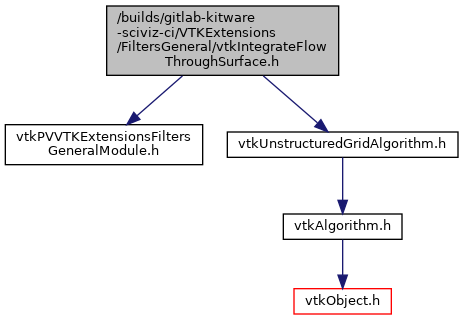 /builds/gitlab-kitware
-sciviz-ci/VTKExtensions
/FiltersGeneral/vtkIntegrateFlow
ThroughSurface.h
vtkPVVTKExtensionsFilters
GeneralModule.h
vtkUnstructuredGridAlgorithm.h
vtkAlgorithm.h
vtkObject.h